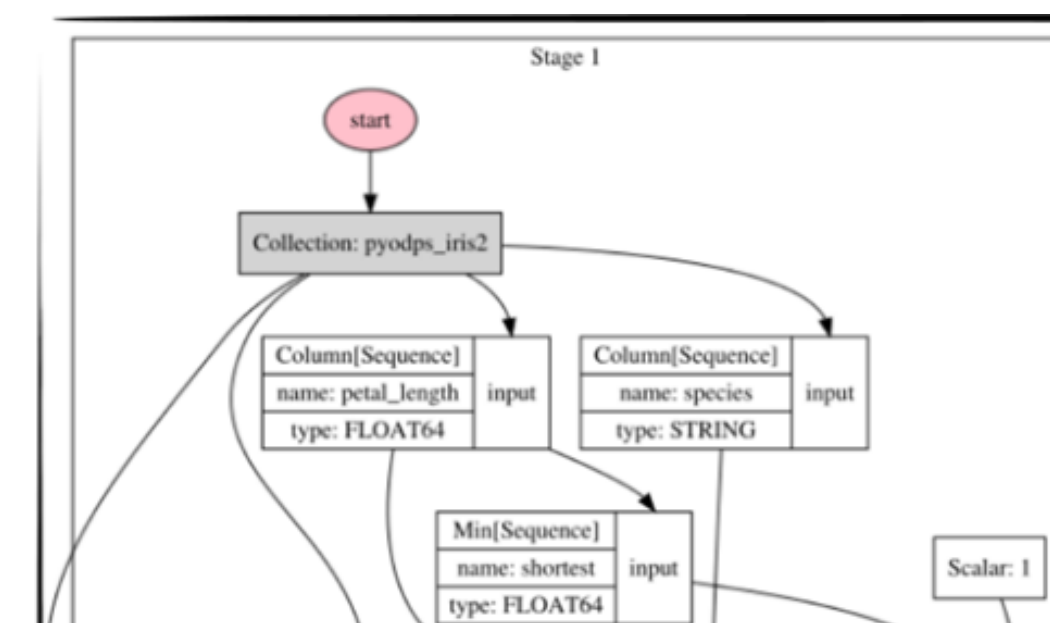 Stage 1
start
Collection: pyodps_iris2
Column[Sequence]
name: petal_length
type: FLOAT64
input
Column[Sequence]
name: species
type: STRING
input
Min[Sequence]
name: shortest
type: FLOAT64
input
Scalar: 1